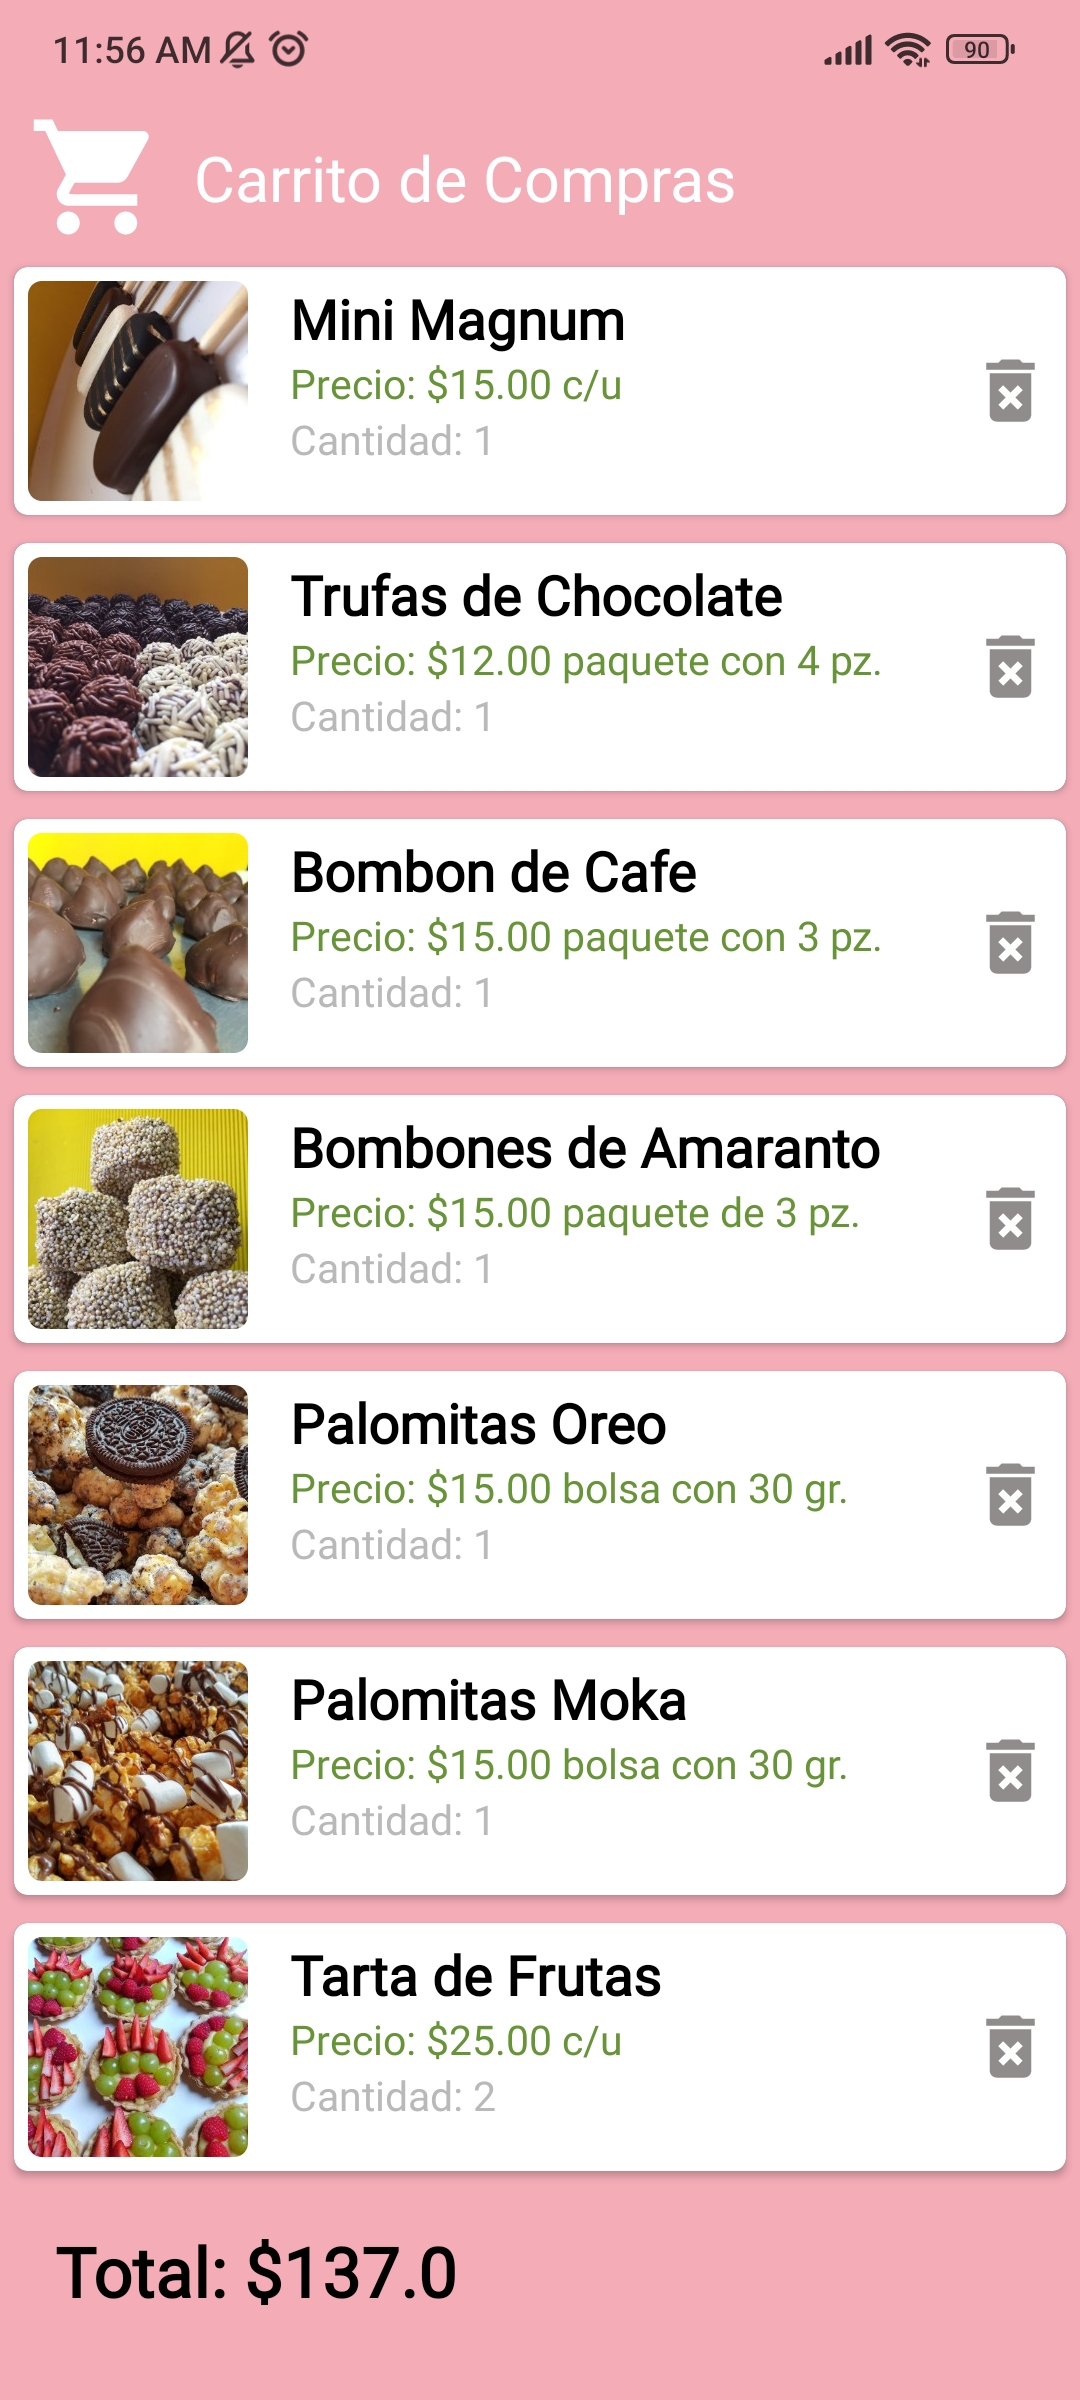 11:56 AM
90
Carrito de Compras
Mini Magnum
Precio: $15.00 c/u
Cantidad: 1
Trufas de Chocolate
Precio: $12.00 paquete con 4 pz.
Cantidad: 1
Bombon de Cafe
Precio: $15.00 paquete con 3 pz.
Cantidad: 1
Bombones de Amaranto
Precio: $15.00 paquete de 3 pz.
Cantidad: 1
Palomitas Oreo
Precio: $15.00 bolsa con 30 gr.
Cantidad: 1
Palomitas Moka
Precio: $15.00 bolsa con 30 gr.
Cantidad: 1
Tarta de Frutas
Precio: $25.00 c/u
Cantidad: 2
Total: $137.0